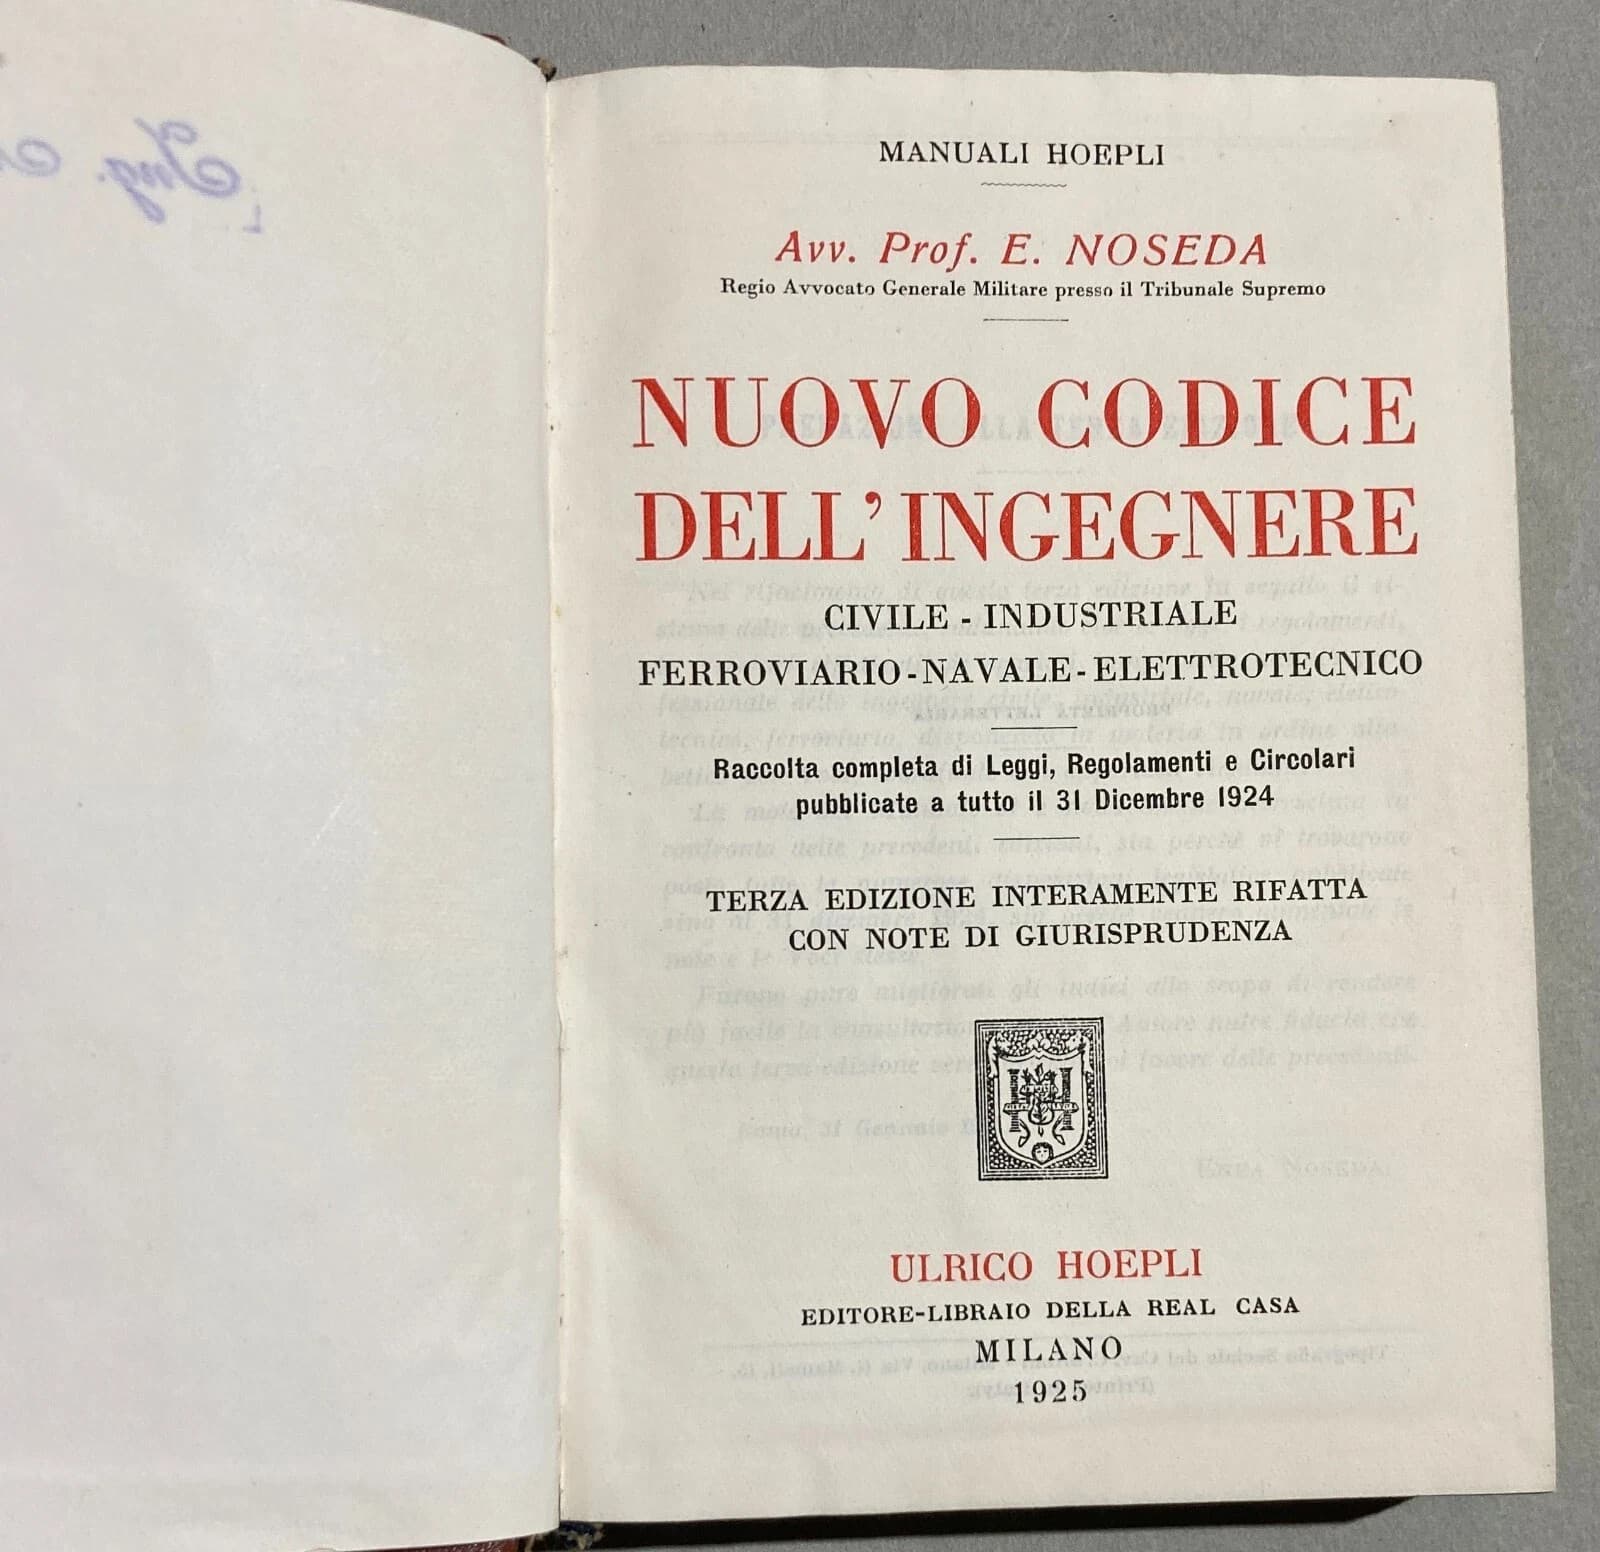 MANUALI HOEPLI
Avv. Prof. E. NOSEDA
Regio Avvocato Generale Militare presso il Tribunale Supremo
NUOVO CODICE
DELL'INGEGNERE
CIVILE - INDUSTRIALE
FERROVIARIO - NAVALE - ELETTROTECNICO
Raccolta completa di Leggi, Regolamenti e Circolari
pubblicate a tutto il 31 Dicembre 1924
TERZA EDIZIONE INTERAMENTE RIFATTA
CON NOTE DI GIURISPRUDENZA
ULRICO HOEPLI
EDITORE-LIBRAIO DELLA REAL CASA
MILANO
1925
Ing.